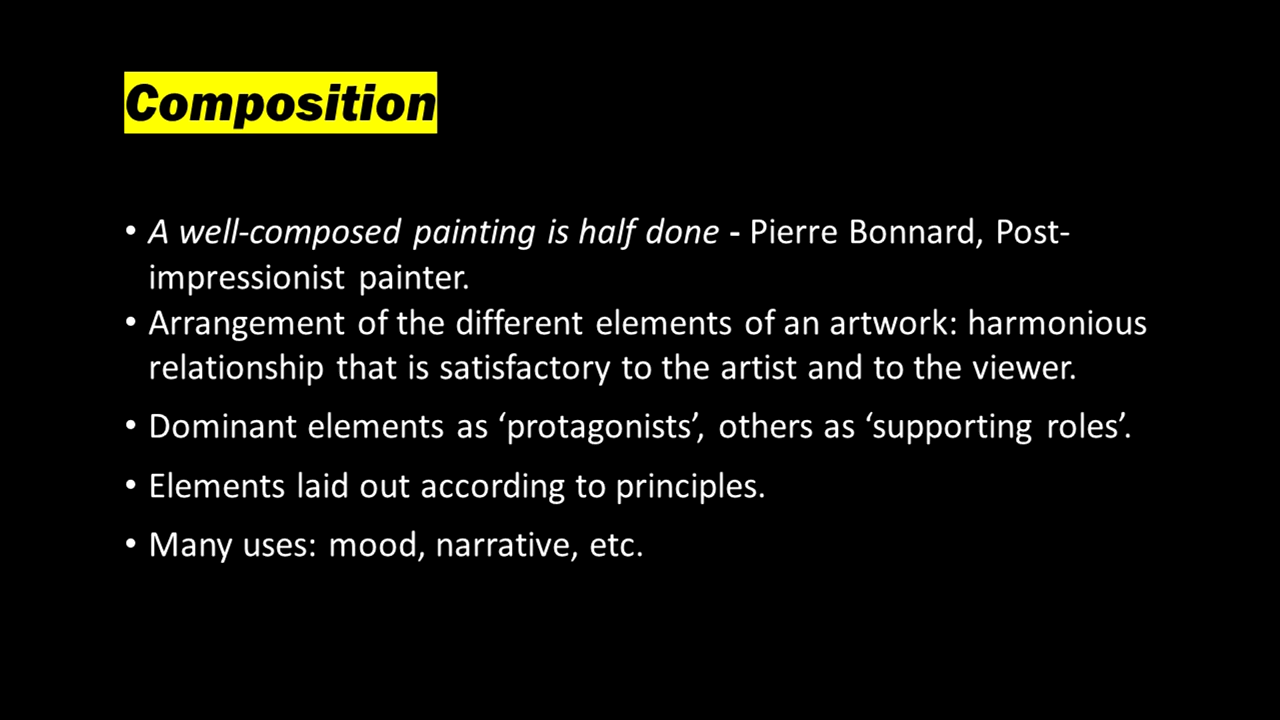 Composition
• A well-composed painting is half done - Pierre Bonnard, Post-
impressionist painter.
• Arrangement of the different elements of an artwork: harmonious
relationship that is satisfactory to the artist and to the viewer.
• Dominant elements as ‘protagonists’, others as ‘supporting roles’.
• Elements laid out according to principles.
• Many uses: mood, narrative, etc.